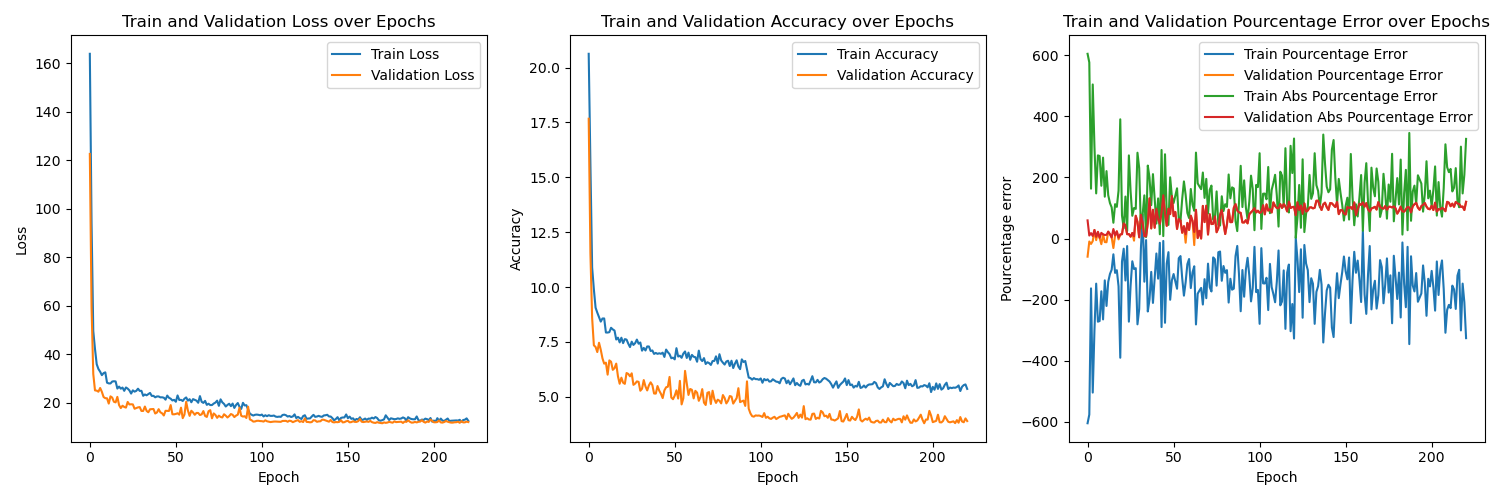 Train and Validation Loss over Epochs
Loss
160
140
120
100
80
60
40
20
0
50
100
150
200
Epoch
Train Loss
Validation Loss
Train and Validation Accuracy over Epochs
Accuracy
20.0
17.5
15.0
12.5
10.0
7.5
5.0
0
50
100
150
200
Epoch
Train Accuracy
Validation Accuracy
Train and Validation Pourcentage Error over Epochs
Pourcentage error
600
400
200
0
−200
−400
−600
0
50
100
150
200
Epoch
Train Pourcentage Error
Validation Pourcentage Error
Train Abs Pourcentage Error
Validation Abs Pourcentage Error